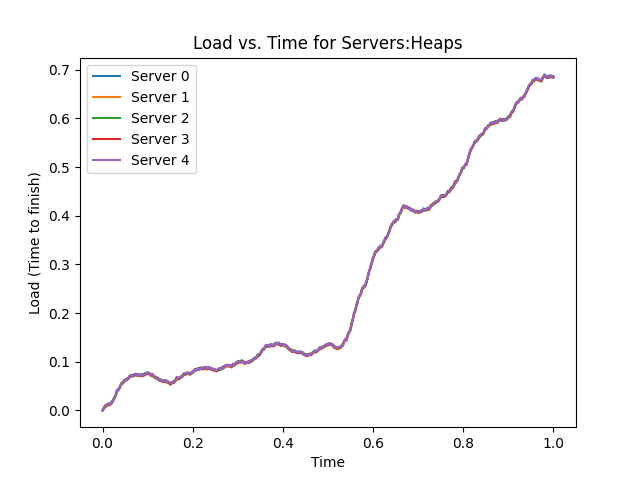 Load vs. Time for Servers:Heaps
Server 0
Server 1
Server 2
Server 3
Server 4
Load (Time to finish)
0.7
0.6
0.5
0.4
0.3
0.2
0.1
0.0
0.0 0.2 0.4 0.6 0.8 1.0
Time